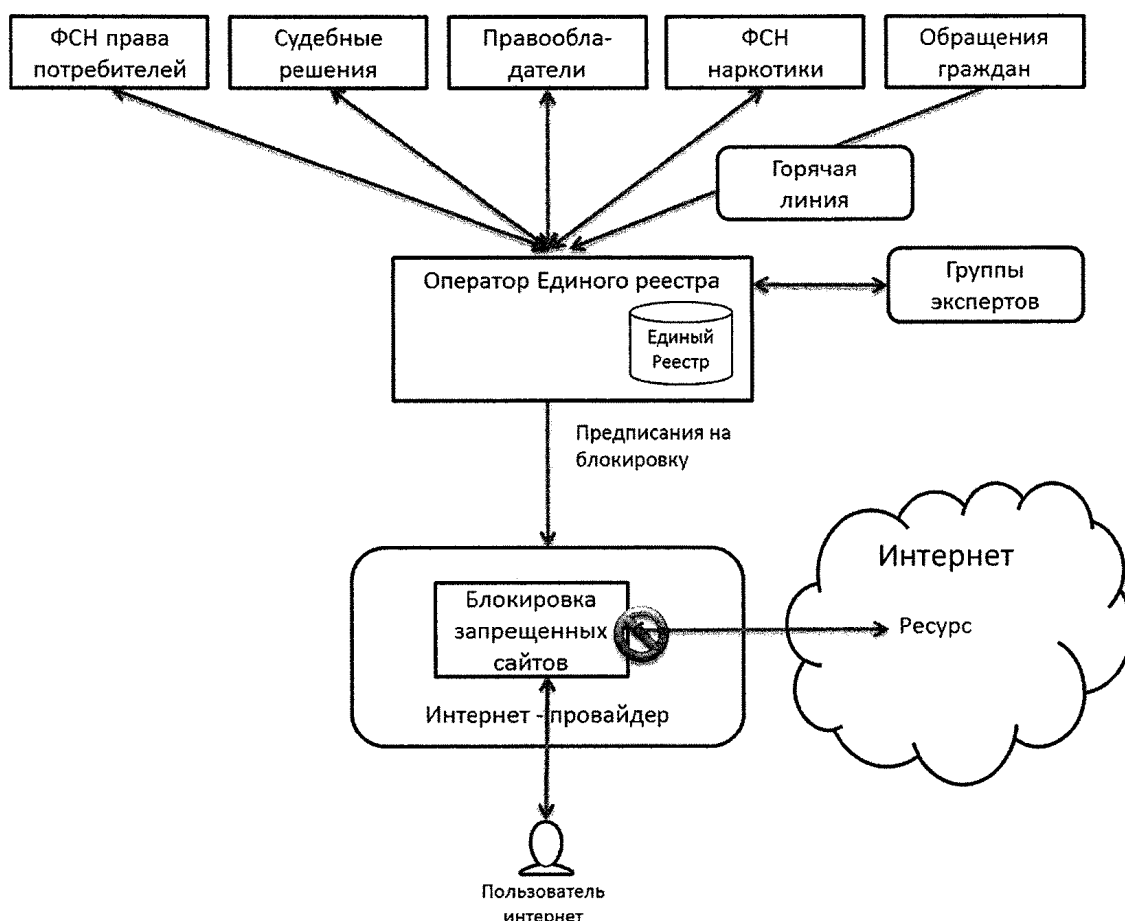 ФСН права
потребителей
Судебные
решения
Правообла-
датели
ФСН
наркотики
Обращения
граждан
Горячая
линия
Оператор Единого реестра
Единый
Реестр
Группы
экспертов
Предписания на
блокировку
Интернет
Ресурс
Блокировка
запрещенных
сайтов
Интернет - провайдер
Пользователь
интернет